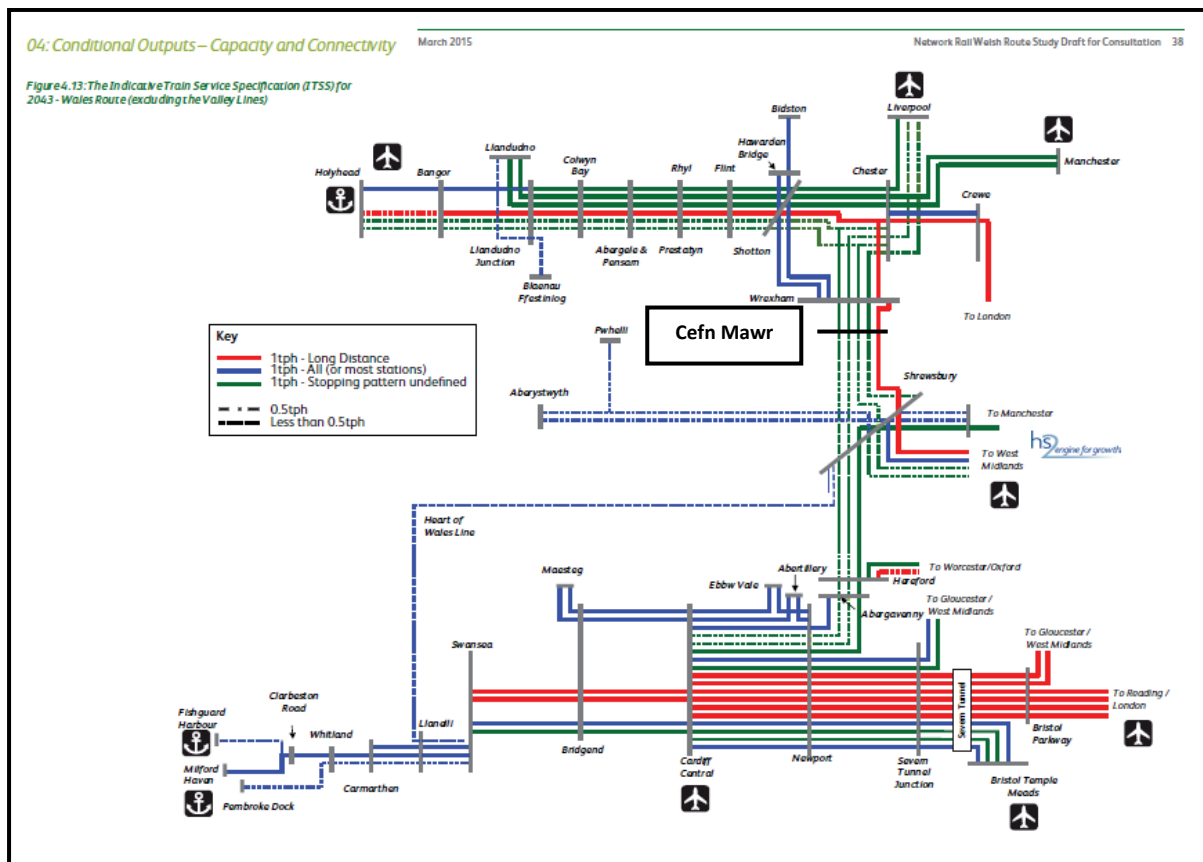 04: Conditional Outputs – Capacity and Connectivity
March 2015
Network Rail Welsh Route Study Draft for Consultation 38
Figure 4.13: The Indicative Train Service Specification (ITSS) for
2043 - Wales Route (excluding the Valley Lines)
Bidston
Liverpool
Hawarden
Bridge
Llandudno
Colwyn
Bay
Rhyl
Flint
Chester
Manchester
Holyhead
Bangor
Crewe
Llandudno
Junction
Abergele &
Pensarn
Prestatyn
Shotton
Blaenau
Ffestiniog
Wrexham
To London
Key
1tph - Long Distance
1tph - All (or most stations)
1tph - Stopping pattern undefined
0.5tph
Less than 0.5tph
Cefn Mawr
Pwhelli
Shrewsbury
Aberystwyth
To Manchester
hs2 engine for growth
To West
Midlands
Heart of
Wales Line
Maesteg
Ebbw Vale
Abertillery
To Worcester/Oxford
Hereford
Abergavenny
To Gloucester /
West Midlands
To Gloucester /
West Midlands
Swansea
Clarbeston
Road
Fishguard
Harbour
Whitland
Llanelli
Severn Tunnel
To Reading /
London
Milford
Haven
Pembroke Dock
Carmarthen
Bridgend
Cardiff
Central
Newport
Severn
Tunnel
Junction
Bristol
Parkway
Bristol Temple
Meads